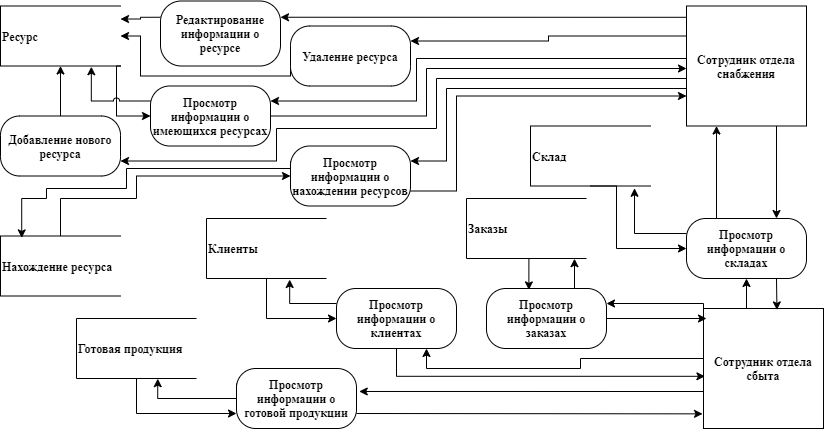 Редактирование
информации о
ресурсе
Ресурс
Удаление ресурса
Сотрудник отдела
снабжения
Просмотр
информации о
имеющихся ресурсах
Добавление нового
ресурса
Просмотр
информации о
нахождении ресурсов
Склад
Нахождение ресурса
Клиенты
Заказы
Просмотр
информации о
складах
Просмотр
информации о
клиентах
Просмотр
информации о
заказах
Готовая продукция
Сотрудник отдела
сбыта
Просмотр
информации о
готовой продукции